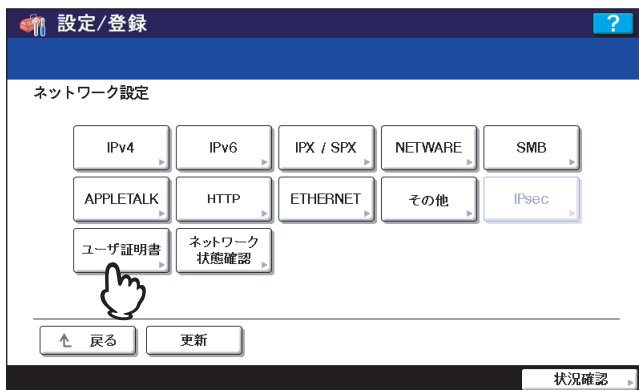 設定/登録
?
ネットワーク設定
IPv4
IPv6
IPX / SPX
NETWARE
SMB
APPLETALK
HTTP
ETHERNET
その他
IPsec
ユーザ証明書
ネットワーク
状態確認
戻る
更新
状況確認